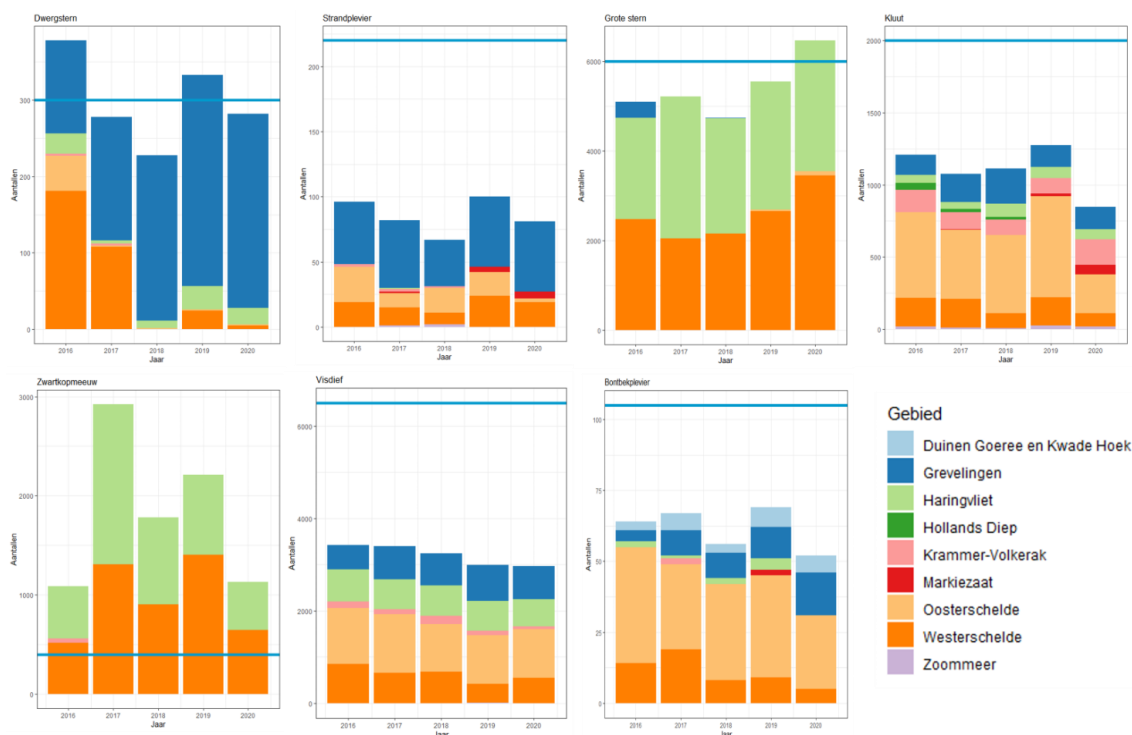 Dwergstern
Aantallen
300
200
100
0
2016 2017 2018 2019 2020
Jaar
Strandplevier
Aantallen
200
150
100
50
0
2016 2017 2018 2019 2020
Jaar
Grote stern
Aantallen
6000
4000
2000
0
2016 2017 2018 2019 2020
Jaar
Kluut
Aantallen
2000
1500
1000
500
0
2016 2017 2018 2019 2020
Jaar
Zwartkopmeeuw
Aantallen
3000
2000
1000
0
2016 2017 2018 2019 2020
Jaar
Visdief
Aantallen
6000
4000
2000
0
2016 2017 2018 2019 2020
Jaar
Bontbekplevier
Aantallen
100
75
50
25
0
2016 2017 2018 2019 2020
Jaar
Gebied
Duinen Goeree en Kwade Hoek
Grevelingen
Haringvliet
Hollands Diep
Krammer-Volkerak
Markiezaat
Oosterschelde
Westerschelde
Zoommeer